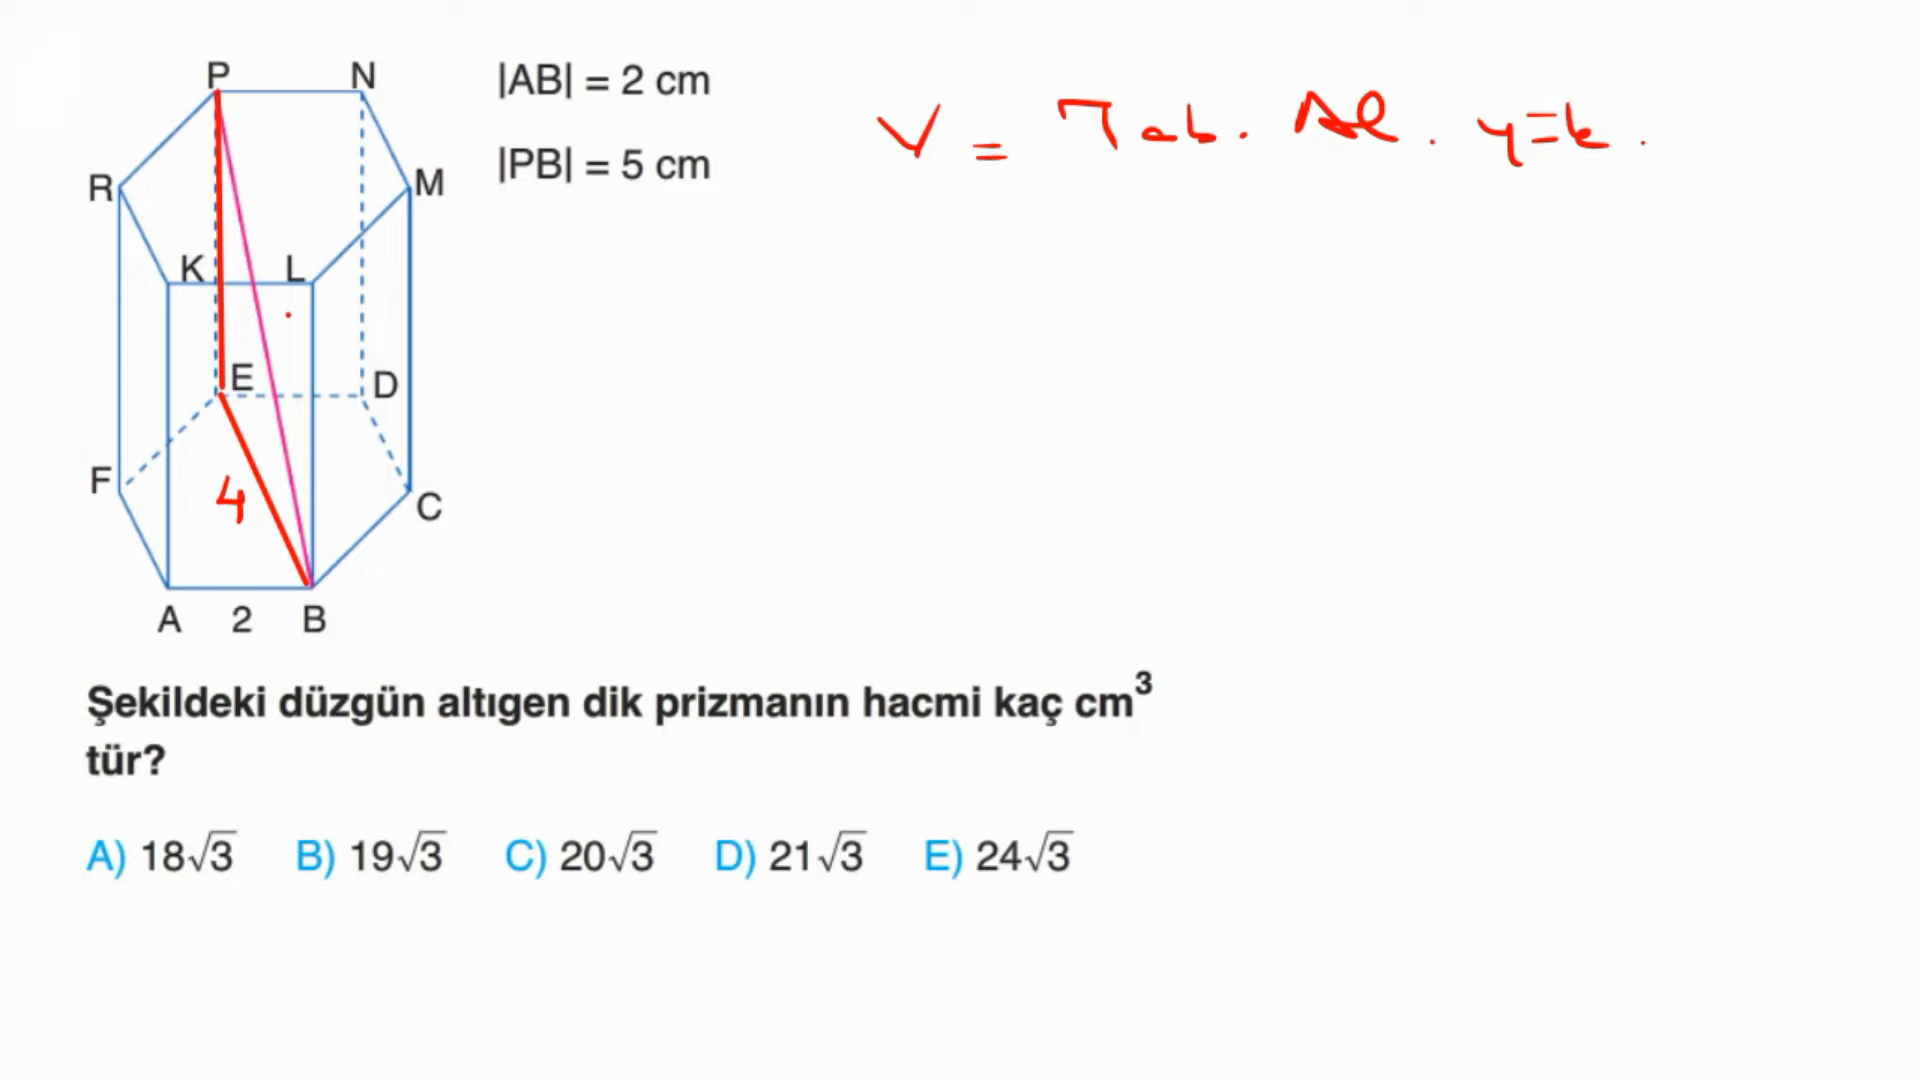 P N
R M
K L
E D
F C
4
A 2 B
|AB| = 2 cm
|PB| = 5 cm
V = Tab. Al. yük.
Şekildeki düzgün altıgen dik prizmanın hacmi kaç cm³
tür?
A) 18√3 B) 19√3 C) 20√3 D) 21√3 E) 24√3